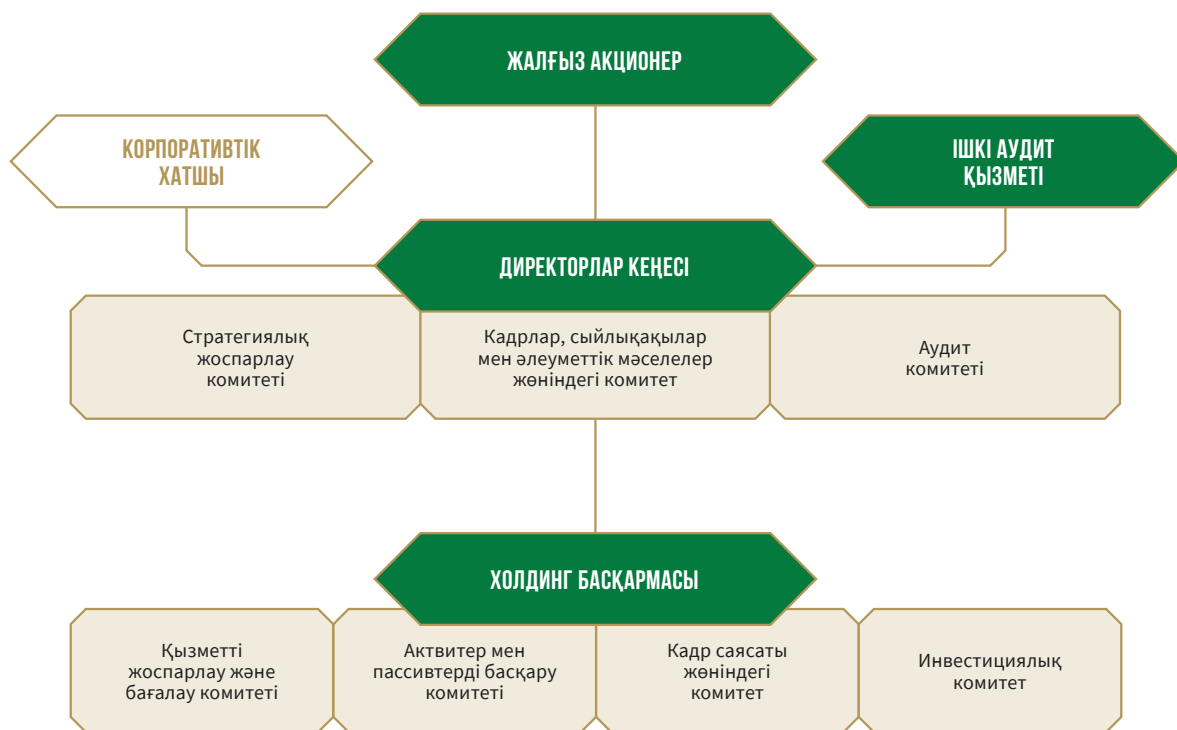 ЖАЛҒЫЗ АКЦИОНЕР
КОРПОРАТИВТІК
ХАТШЫ
ІШКІ АУДИТ
ҚЫЗМЕТІ
ДИРЕКТОРЛАР КЕҢЕСІ
Стратегиялық
жоспарлау
комитеті
Кадрлар, сыйлықақылар
мен әлеуметтік мәселелер
жөніндегі комитет
Аудит
комитеті
ХОЛДИНГ БАСҚАРМАСЫ
Қызметті
жоспарлау және
бағалау комитеті
Актвитер мен
пассивтерді басқару
комитеті
Кадр саясаты
жөніндегі
комитет
Инвестициялық
комитет